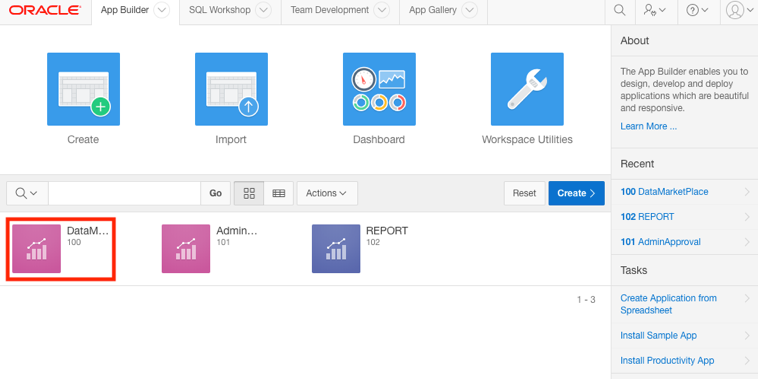 ORACLE
App Builder
SQL Workshop
Team Development
App Gallery
Create
Import
Dashboard
Workspace Utilities
Go
Actions
Reset
Create
DataM...
100
Admin...
101
REPORT
102
1 - 3
About
The App Builder enables you to
design, develop and deploy
applications which are beautiful
and responsive.
Learn More ...
Recent
100 DataMarketPlace
102 REPORT
101 AdminApproval
Tasks
Create Application from
Spreadsheet
Install Sample App
Install Productivity App